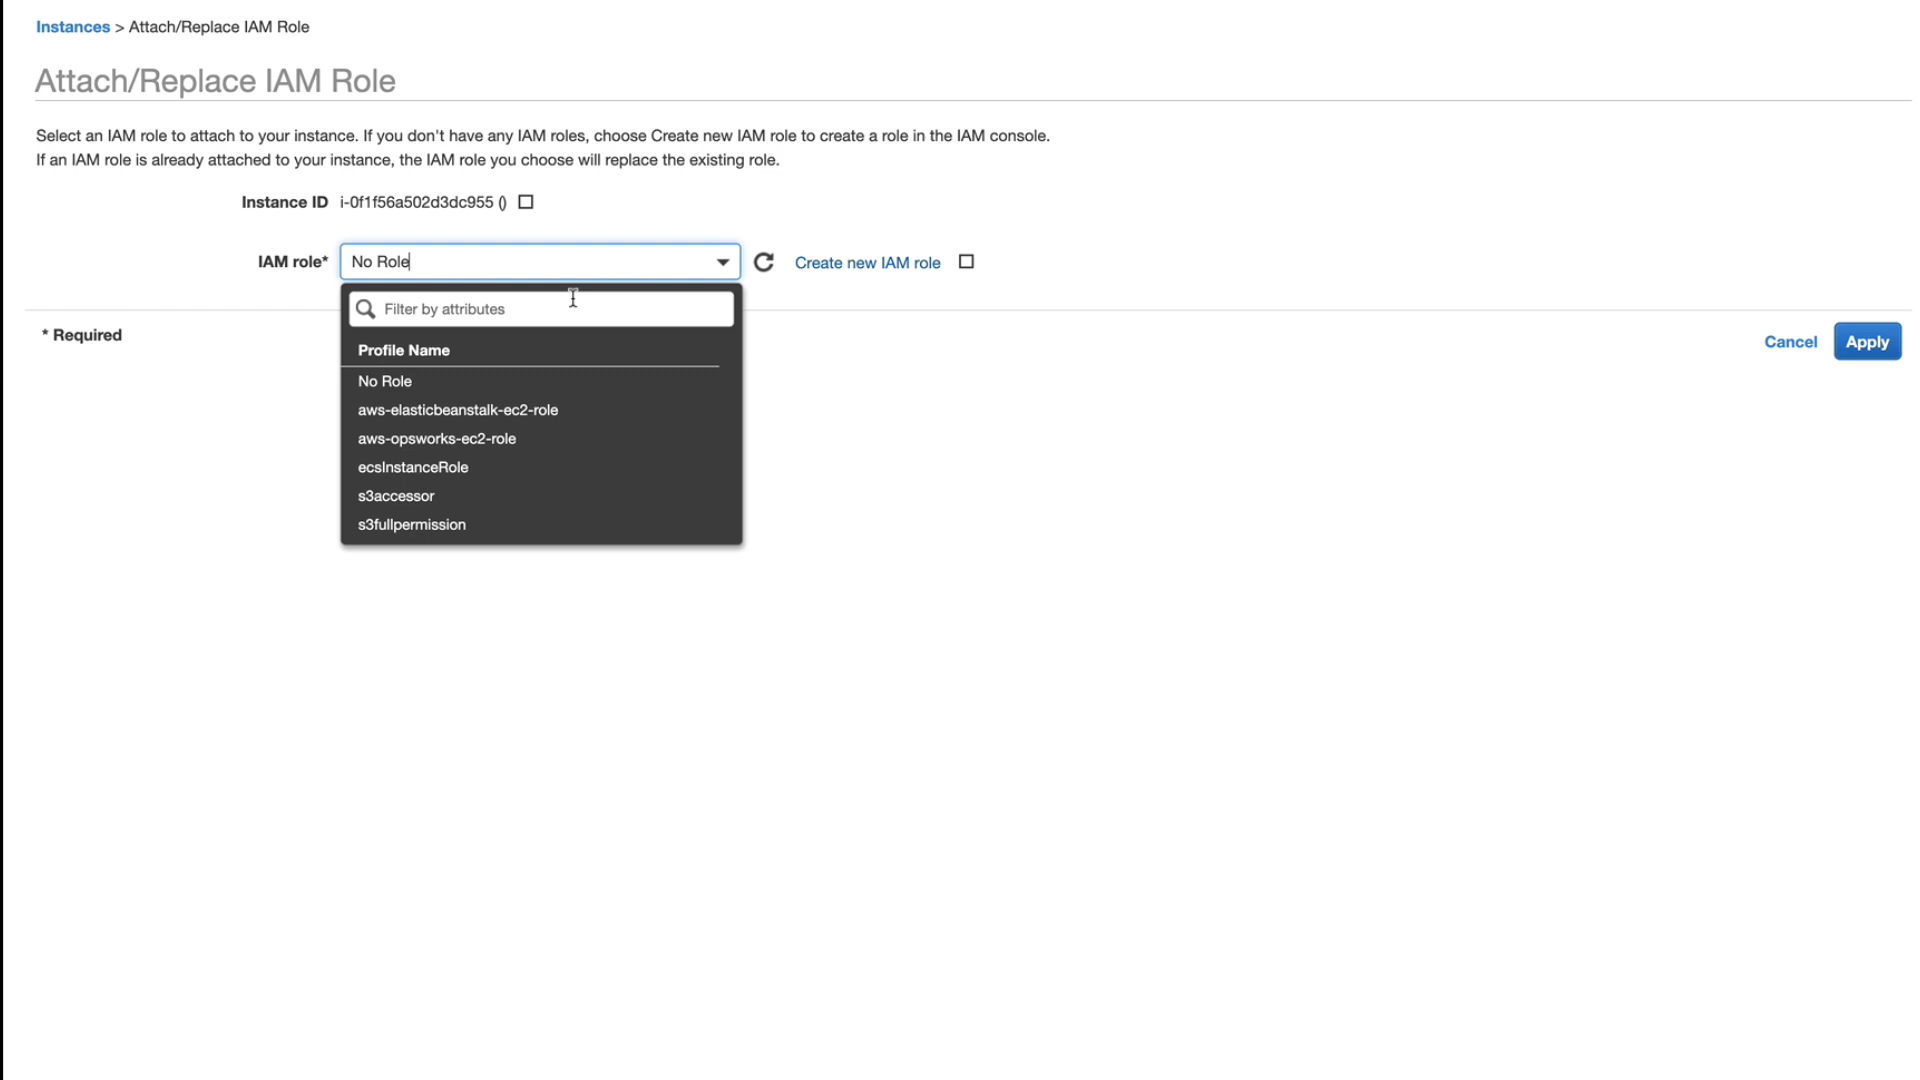 Instances > Attach/Replace IAM Role
Attach/Replace IAM Role
Select an IAM role to attach to your instance. If you don't have any IAM roles, choose Create new IAM role to create a role in the IAM console.
If an IAM role is already attached to your instance, the IAM role you choose will replace the existing role.
Instance ID i-0f1f56a502d3dc955 ()
IAM role* No Role Create new IAM role
Filter by attributes
* Required
Cancel Apply
Profile Name
No Role
aws-elasticbeanstalk-ec2-role
aws-opsworks-ec2-role
ecsInstanceRole
s3accessor
s3fullpermission